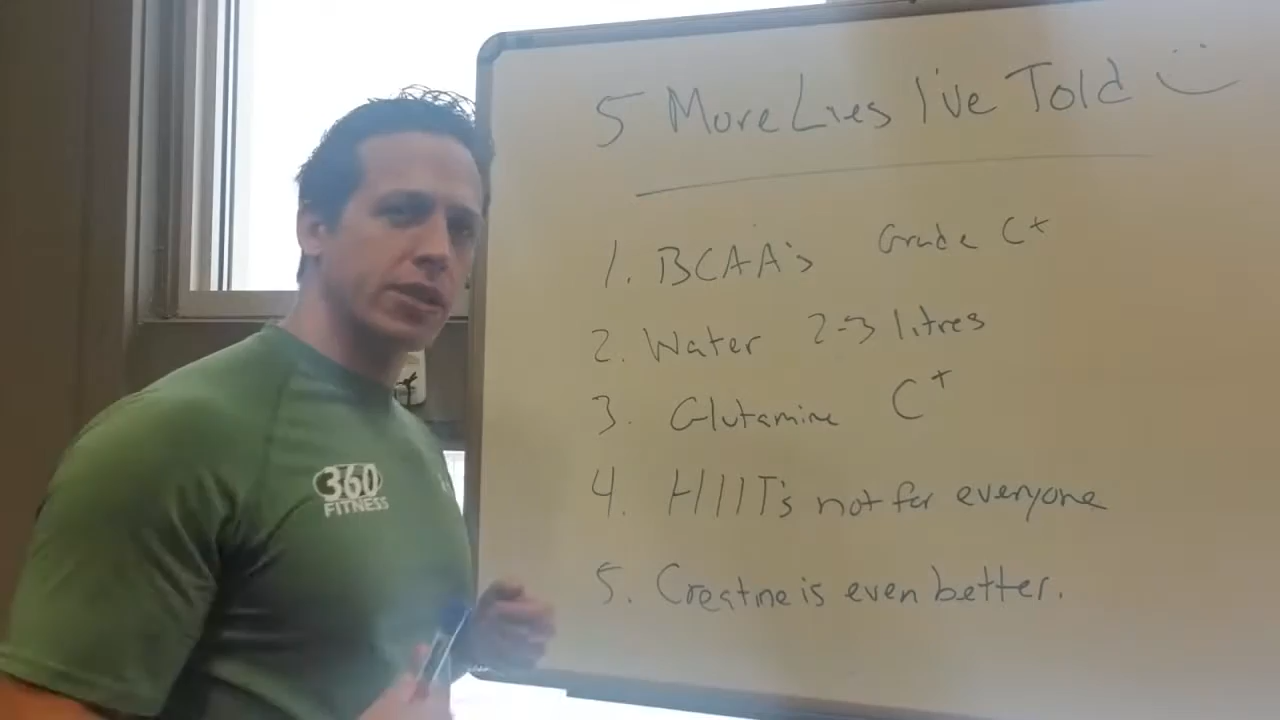 5 More Lies I've Told
1. BCAA's Grade C+
2. Water 2-3 litres
3. Glutamine C+
4. HIIT's not for everyone
5. Creatine is even better.
360
FITNESS